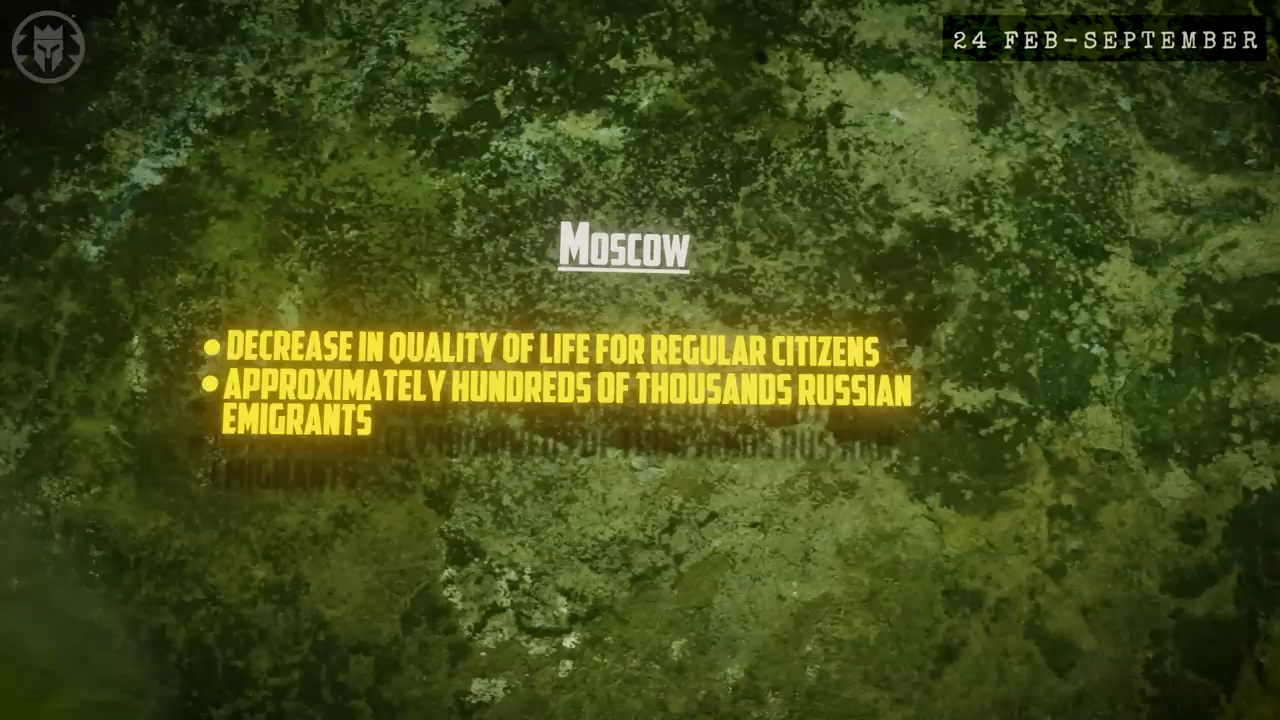 24 FEB-SEPTEMBER
MOSCOW
• DECREASE IN QUALITY OF LIFE FOR REGULAR CITIZENS
• APPROXIMATELY HUNDREDS OF THOUSANDS RUSSIAN
EMIGRANTS